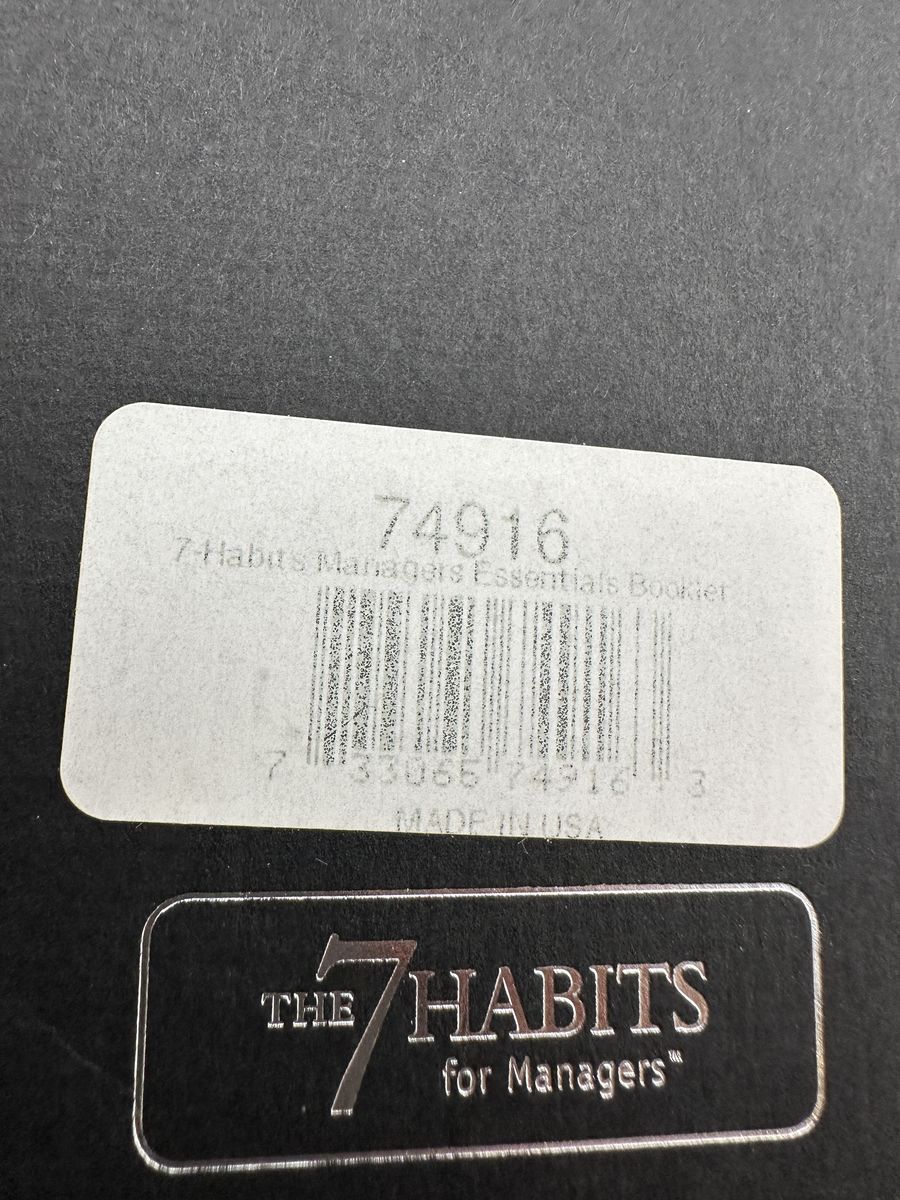 74916
7 Habits Managers Essentials Booklet
7 33065 74916 3
MADE IN USA
THE 7 HABITS
for Managers™